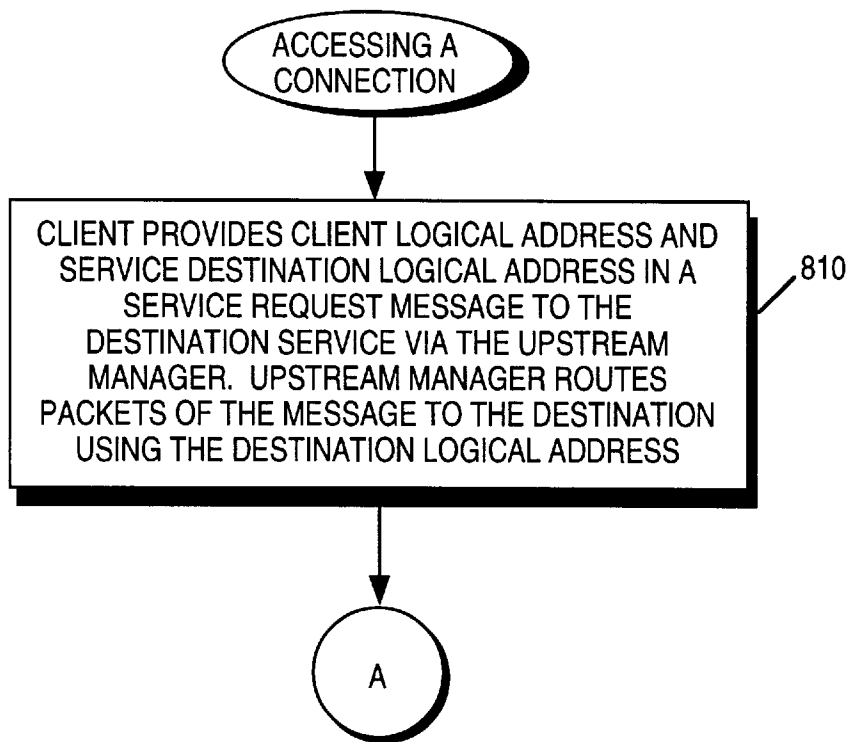 ACCESSING A
CONNECTION
CLIENT PROVIDES CLIENT LOGICAL ADDRESS AND
SERVICE DESTINATION LOGICAL ADDRESS IN A
SERVICE REQUEST MESSAGE TO THE
DESTINATION SERVICE VIA THE UPSTREAM
MANAGER. UPSTREAM MANAGER ROUTES
PACKETS OF THE MESSAGE TO THE DESTINATION
USING THE DESTINATION LOGICAL ADDRESS
810
A